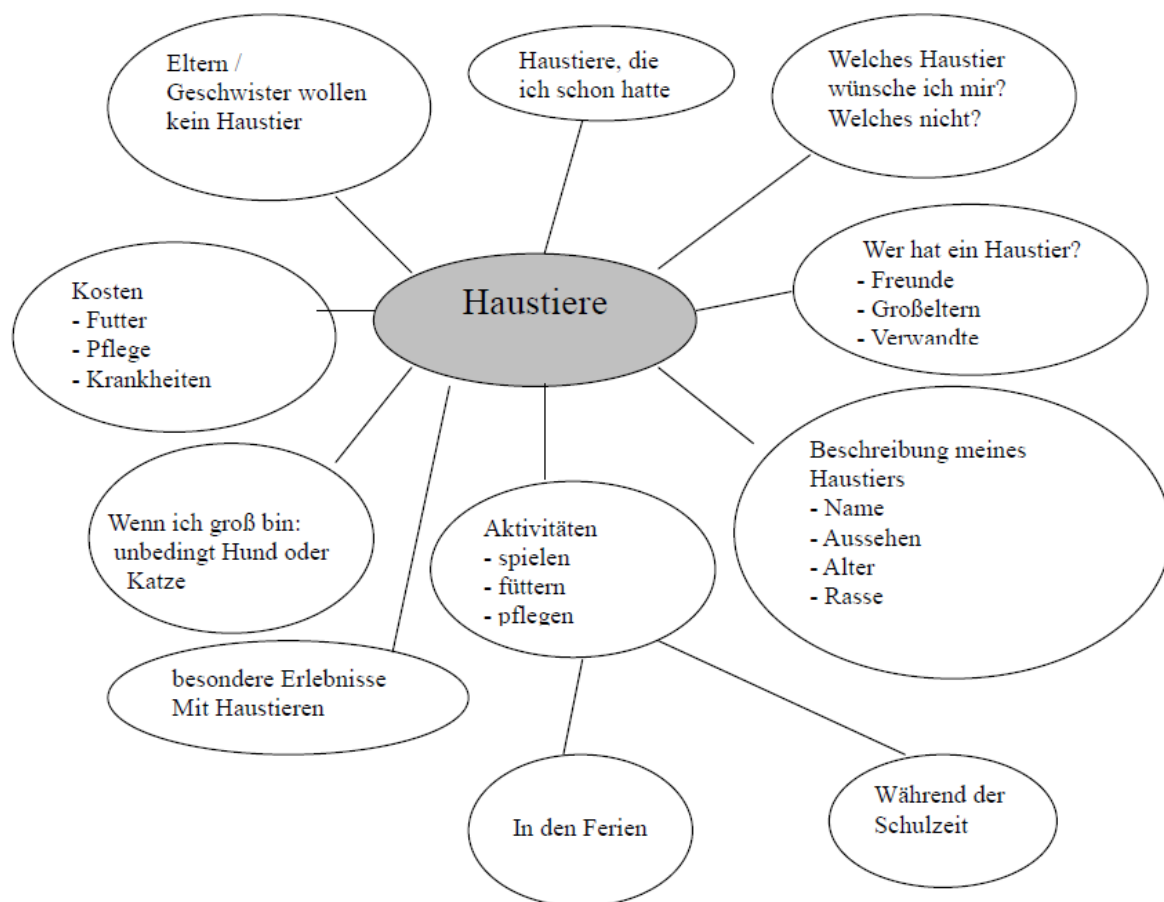 Eltern /
Geschwister wollen
kein Haustier
Haustiere, die
ich schon hatte
Welches Haustier
wünsche ich mir?
Welches nicht?
Haustiere
Wer hat ein Haustier?
- Freunde
- Großeltern
- Verwandte
Kosten
- Futter
- Pflege
- Krankheiten
Beschreibung meines
Haustiers
- Name
- Aussehen
- Alter
- Rasse
Wenn ich groß bin:
unbedingt Hund oder
Katze
Aktivitäten
- spielen
- füttern
- pflegen
besondere Erlebnisse
Mit Haustieren
In den Ferien
Während der
Schulzeit